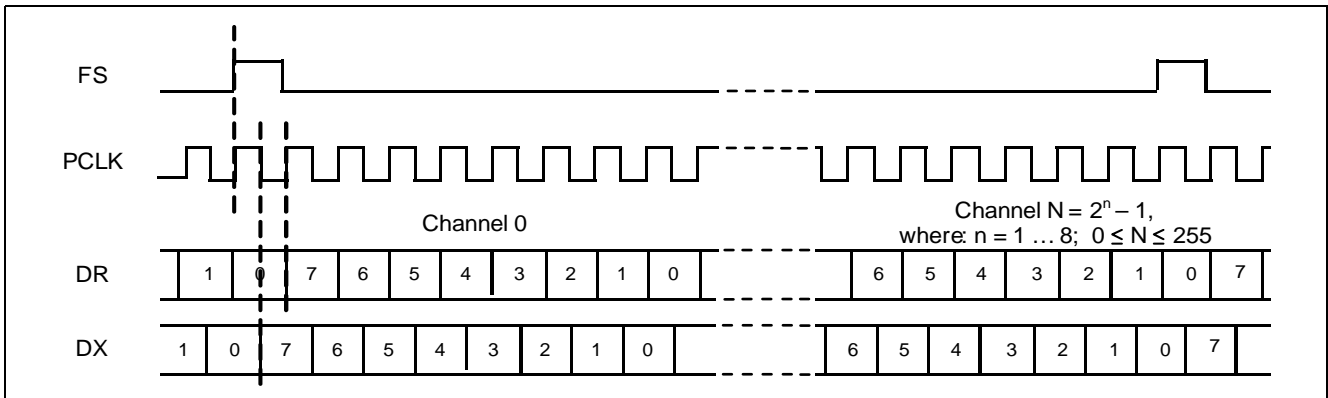 FS
PCLK
Channel 0
Channel N = 2ⁿ – 1,
where: n = 1 … 8; 0 ≤ N ≤ 255
DR 1 0 7 6 5 4 3 2 1 0 6 5 4 3 2 1 0 7
DX 1 0 7 6 5 4 3 2 1 0 6 5 4 3 2 1 0 7